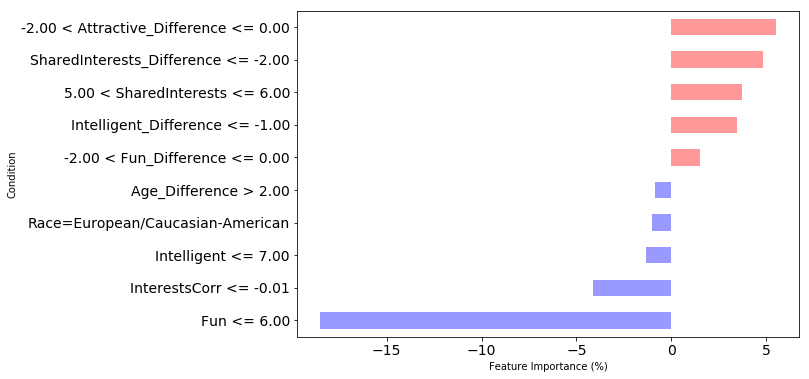 -2.00 < Attractive_Difference <= 0.00
SharedInterests_Difference <= -2.00
5.00 < SharedInterests <= 6.00
Intelligent_Difference <= -1.00
-2.00 < Fun_Difference <= 0.00
Age_Difference > 2.00
Race=European/Caucasian-American
Intelligent <= 7.00
InterestsCorr <= -0.01
Fun <= 6.00
Condition
−15 −10 −5 0 5
Feature Importance (%)